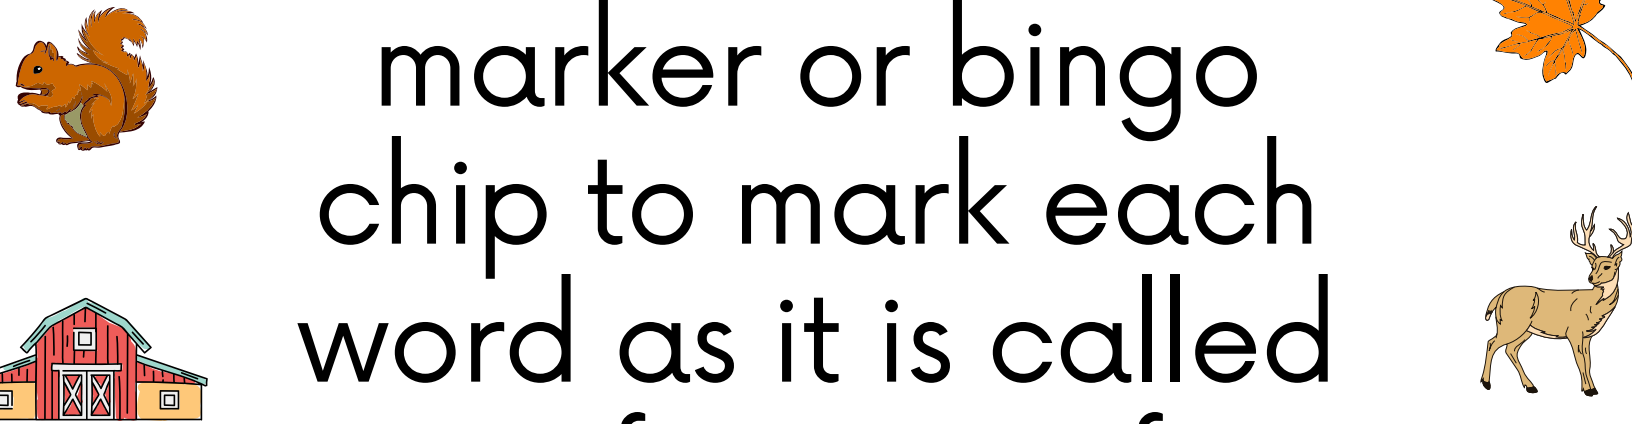 marker or bingo
chip to mark each
word as it is called